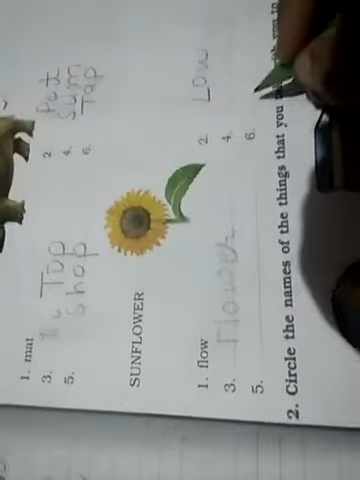 1. mat 2. Pot
3. Top 4. Sum
5. Shop 6. Tap
SUNFLOWER
1. flow 2. Low
3. Flower 4.
5. 6.
2. Circle the names of the things that you